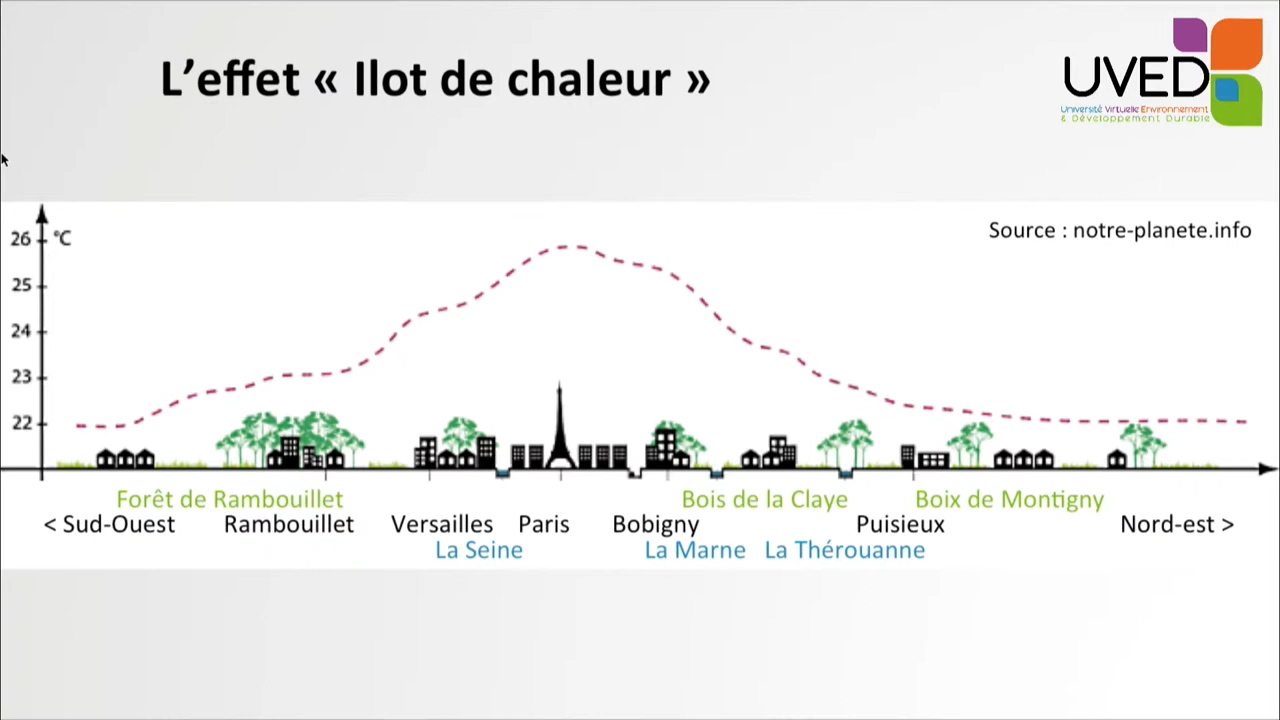 L’effet « Ilot de chaleur »
UVED
Université Virtuelle Environnement
& Développement Durable
Source : notre-planete.info
26 °C
25
24
23
22
Forêt de Rambouillet Bois de la Claye Boix de Montigny
< Sud-Ouest Rambouillet Versailles Paris Bobigny Puisieux Nord-est >
La Seine La Marne La Thérouanne